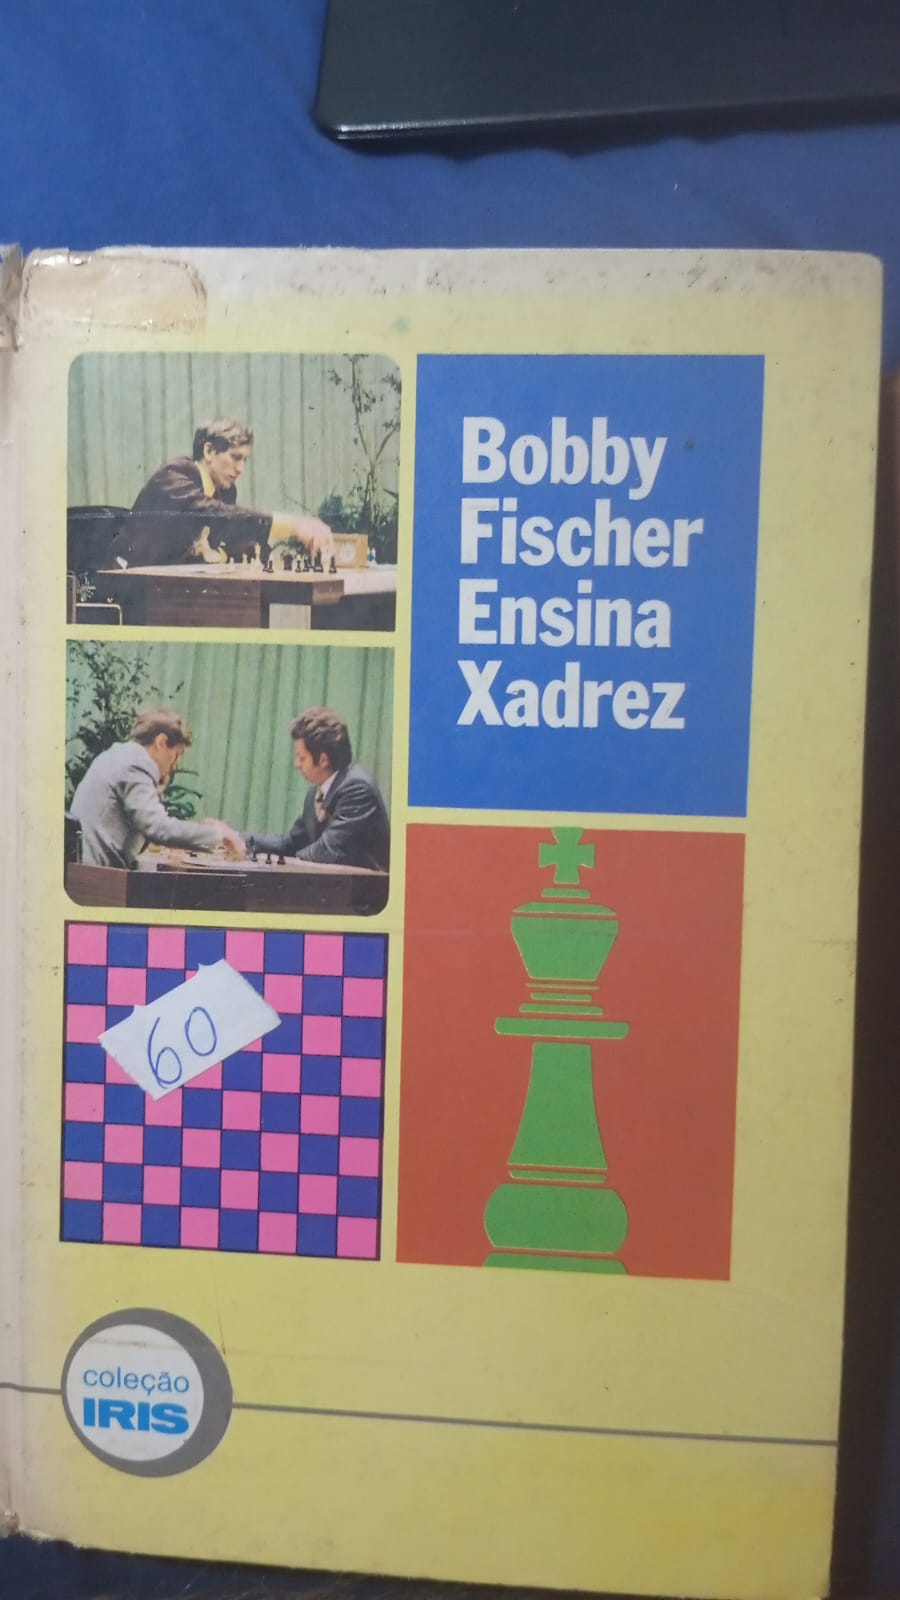 Bobby
Fischer
Ensina
Xadrez
60
coleção
IRIS